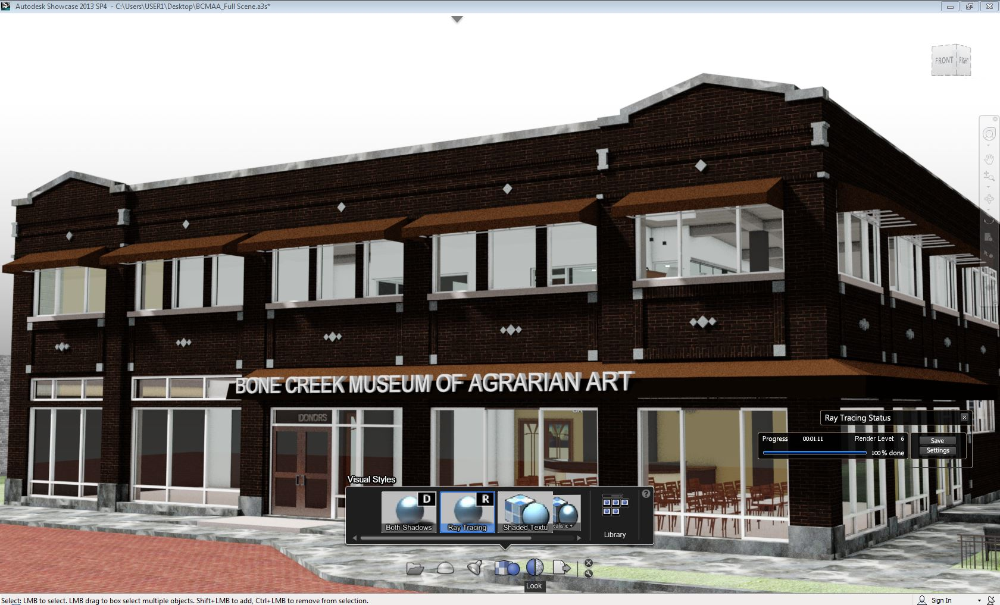 Autodesk Showcase 2013 SP4 - C:\Users\USER1\Desktop\BCMAA_Full Scene.a3s*
FRONT RIGHT
BONE CREEK MUSEUM OF AGRARIAN ART
DONORS
Ray Tracing Status
Progress 00:01:11 Render Level: 6
100 % done
Save
Settings
Visual Styles
D
R
Both Shadows
Ray Tracing
Shaded Textu
ealistic +
Library
Look
Select: LMB to select. LMB drag to box select multiple objects. Shift+LMB to add, Ctrl+LMB to remove from selection.
Sign In